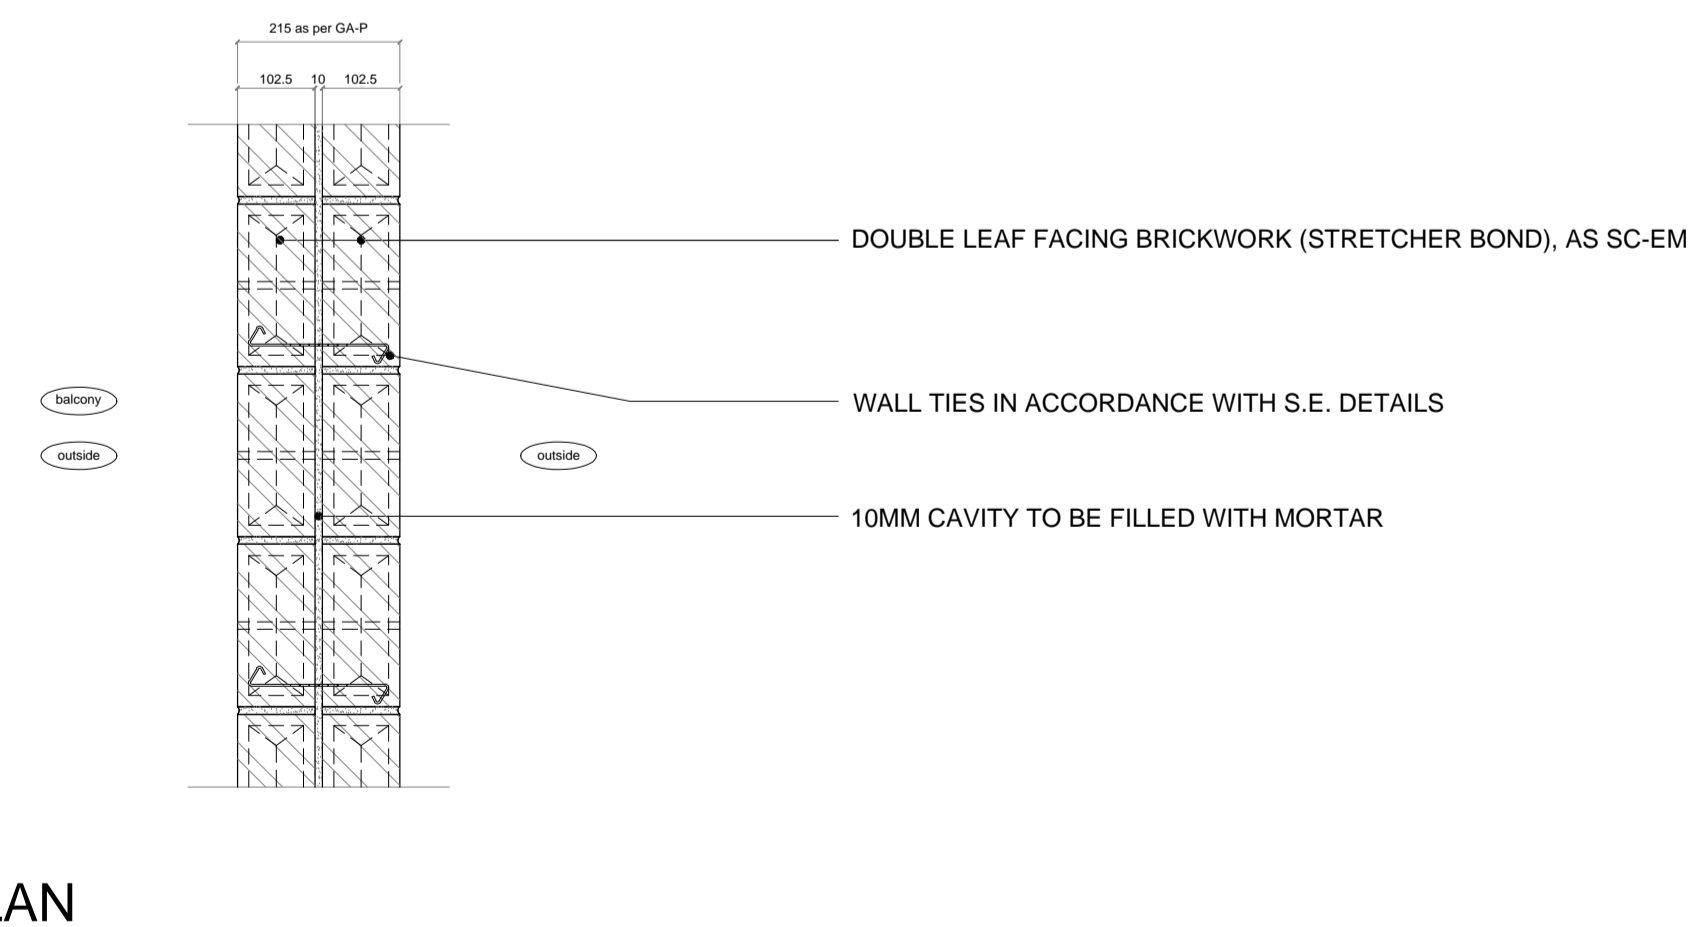 215 as per GA-P
102.5 10 102.5
DOUBLE LEAF FACING BRICKWORK (STRETCHER BOND), AS SC-EM
WALL TIES IN ACCORDANCE WITH S.E. DETAILS
balcony
outside
outside
10MM CAVITY TO BE FILLED WITH MORTAR
LAN